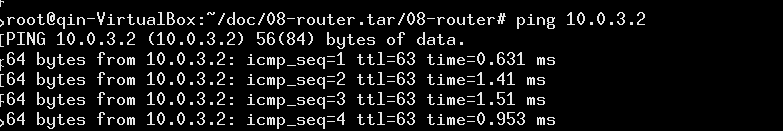 root@qin-VirtualBox:~/doc/08-router.tar/08-router# ping 10.0.3.2
PING 10.0.3.2 (10.0.3.2) 56(84) bytes of data.
64 bytes from 10.0.3.2: icmp_seq=1 ttl=63 time=0.631 ms
64 bytes from 10.0.3.2: icmp_seq=2 ttl=63 time=1.41 ms
64 bytes from 10.0.3.2: icmp_seq=3 ttl=63 time=1.51 ms
64 bytes from 10.0.3.2: icmp_seq=4 ttl=63 time=0.953 ms